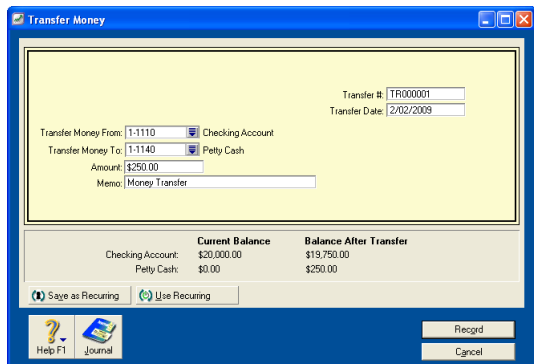 Transfer Money
Transfer #: TR000001
Transfer Date: 2/02/2009
Transfer Money From: 1-1110 Checking Account
Transfer Money To: 1-1140 Petty Cash
Amount: $250.00
Memo: Money Transfer
Current Balance Balance After Transfer
Checking Account: $20,000.00 $19,750.00
Petty Cash: $0.00 $250.00
Save as Recurring Use Recurring
Help F1 Journal
Record
Cancel